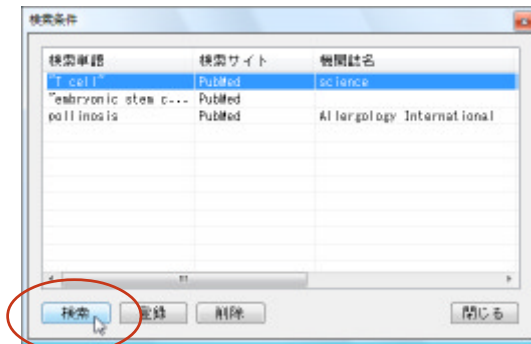 検索条件
検索単語 検索サイト 機関誌名
"T cell" PubMed science
"embryonic stem c... PubMed
pollinosis PubMed Allergology International
検索 登録 削除 閉じる